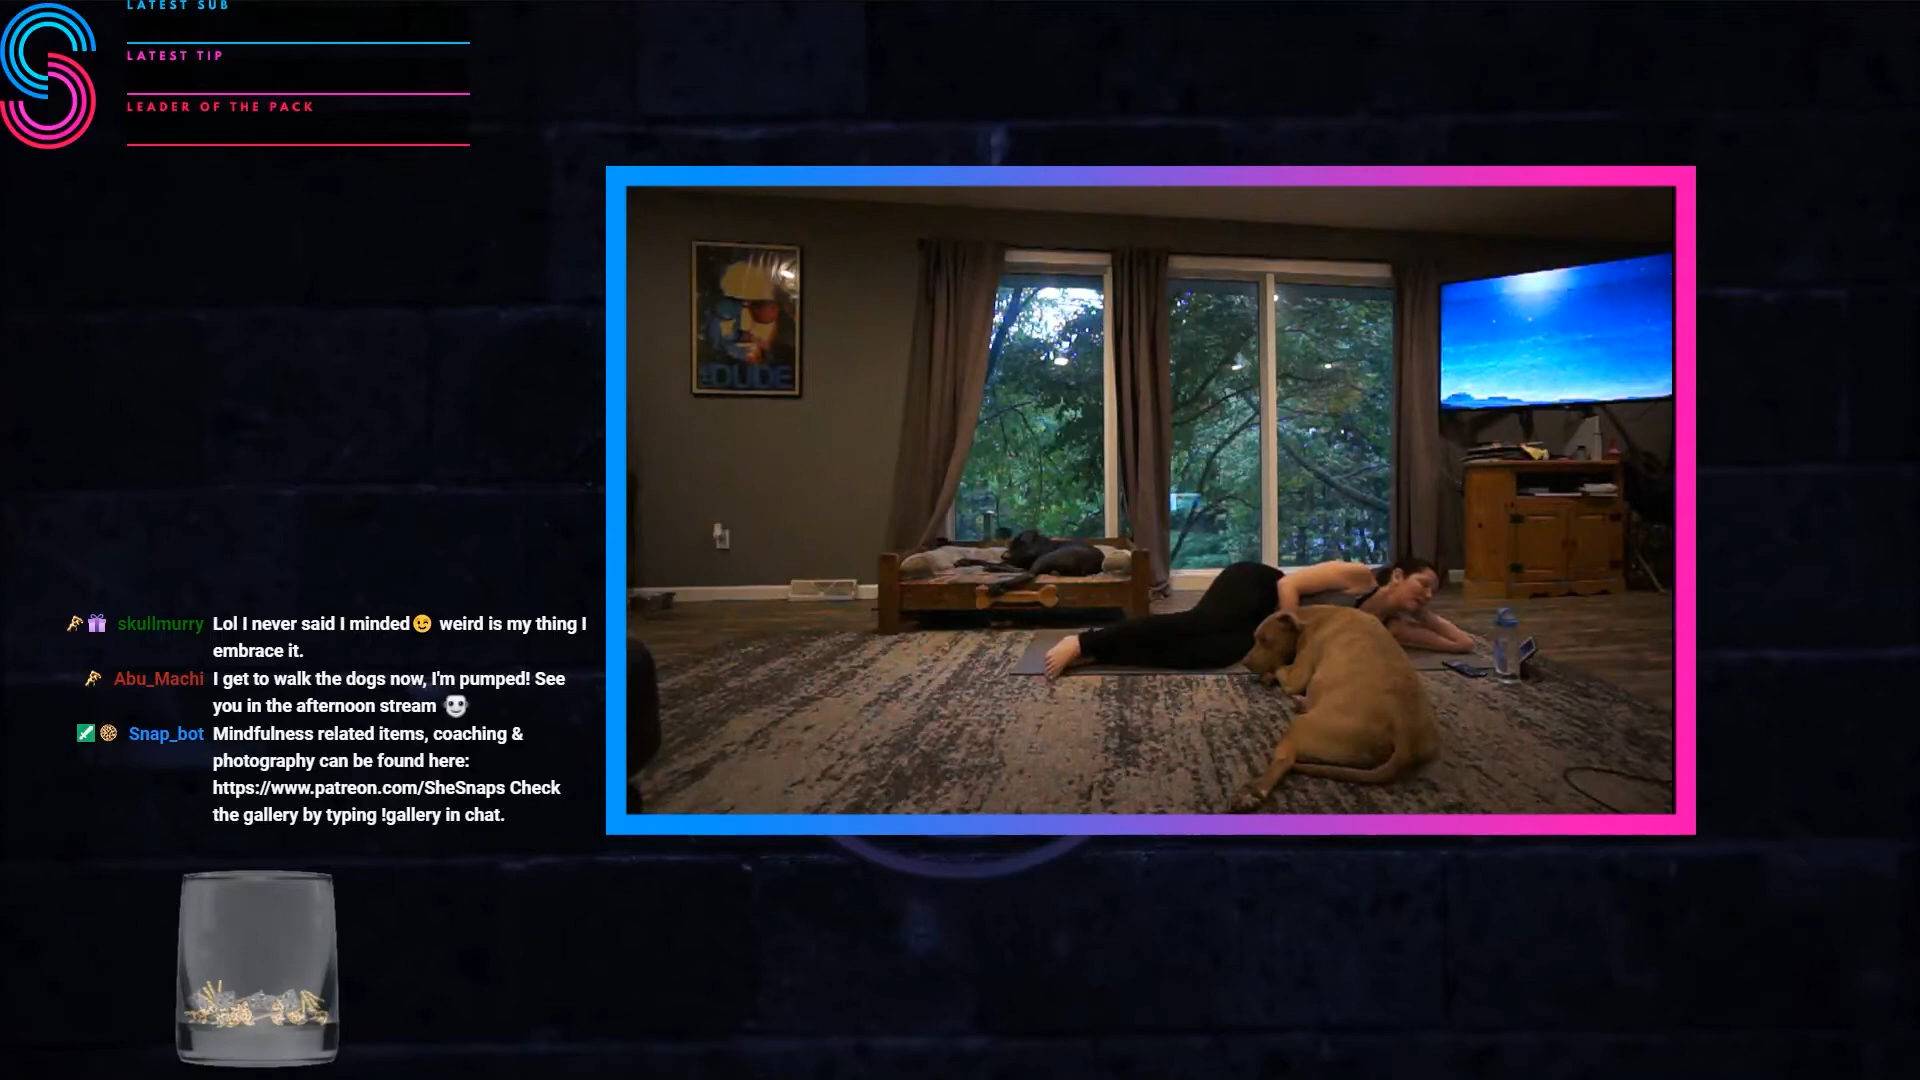 LATEST SUB
LATEST TIP
LEADER OF THE PACK
DUDE
skullmurry Lol I never said I minded😉 weird is my thing I
embrace it.
Abu_Machi I get to walk the dogs now, I'm pumped! See
you in the afternoon stream
Snap_bot Mindfulness related items, coaching &
photography can be found here:
https://www.patreon.com/SheSnaps Check
the gallery by typing !gallery in chat.